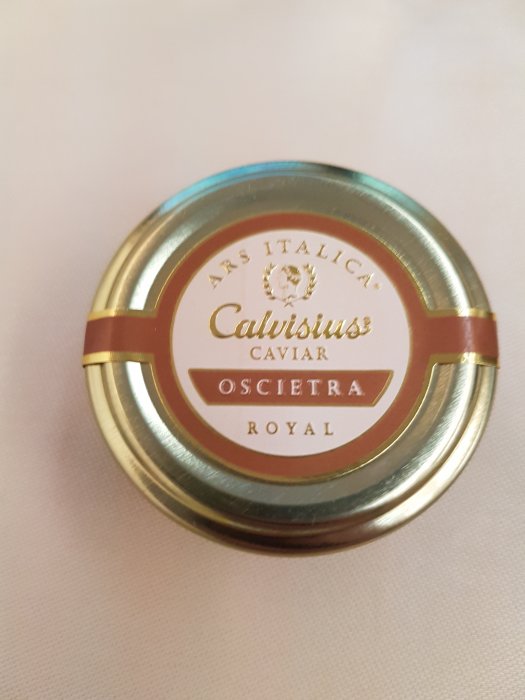 ARS ITALICA®
Calvisius
CAVIAR
OSCIETRA
ROYAL